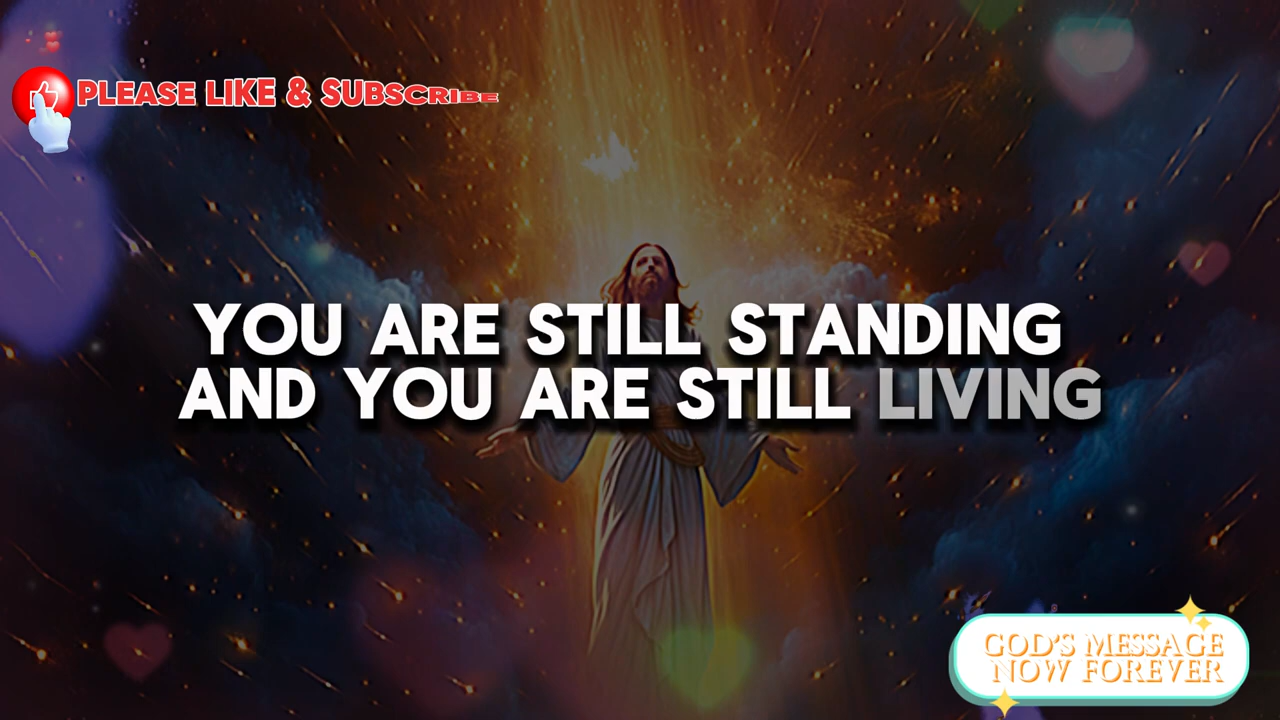 PLEASE LIKE & SUBSCRIBE
YOU ARE STILL STANDING
AND YOU ARE STILL LIVING
GOD'S MESSAGE
NOW FOREVER